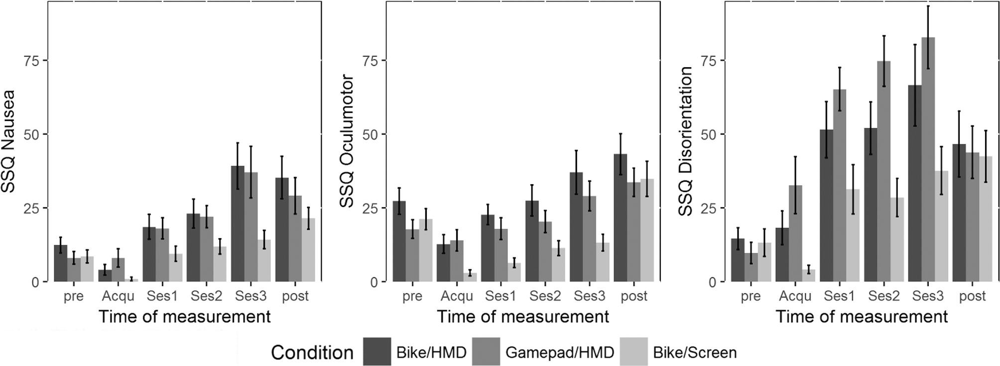 SSQ Nausea
75
50
25
0
pre Acqu Ses1 Ses2 Ses3 post
Time of measurement
SSQ Oculumotor
75
50
25
0
pre Acqu Ses1 Ses2 Ses3 post
Time of measurement
SSQ Disorientation
75
50
25
0
pre Acqu Ses1 Ses2 Ses3 post
Time of measurement
Condition Bike/HMD Gamepad/HMD Bike/Screen